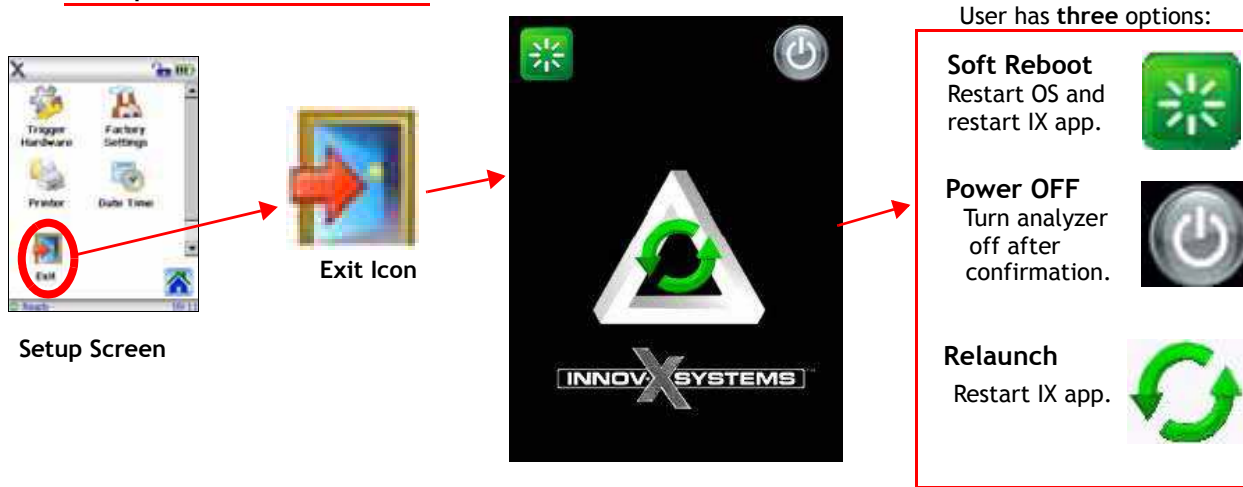 User has three options:
Trigger
Hardware
Factory
Settings
Printer
Date Time
Exit
Ready
Setup Screen
Exit Icon
INNOV X SYSTEMS
Soft Reboot
Restart OS and
restart IX app.
Power OFF
Turn analyzer
off after
confirmation.
Relaunch
Restart IX app.